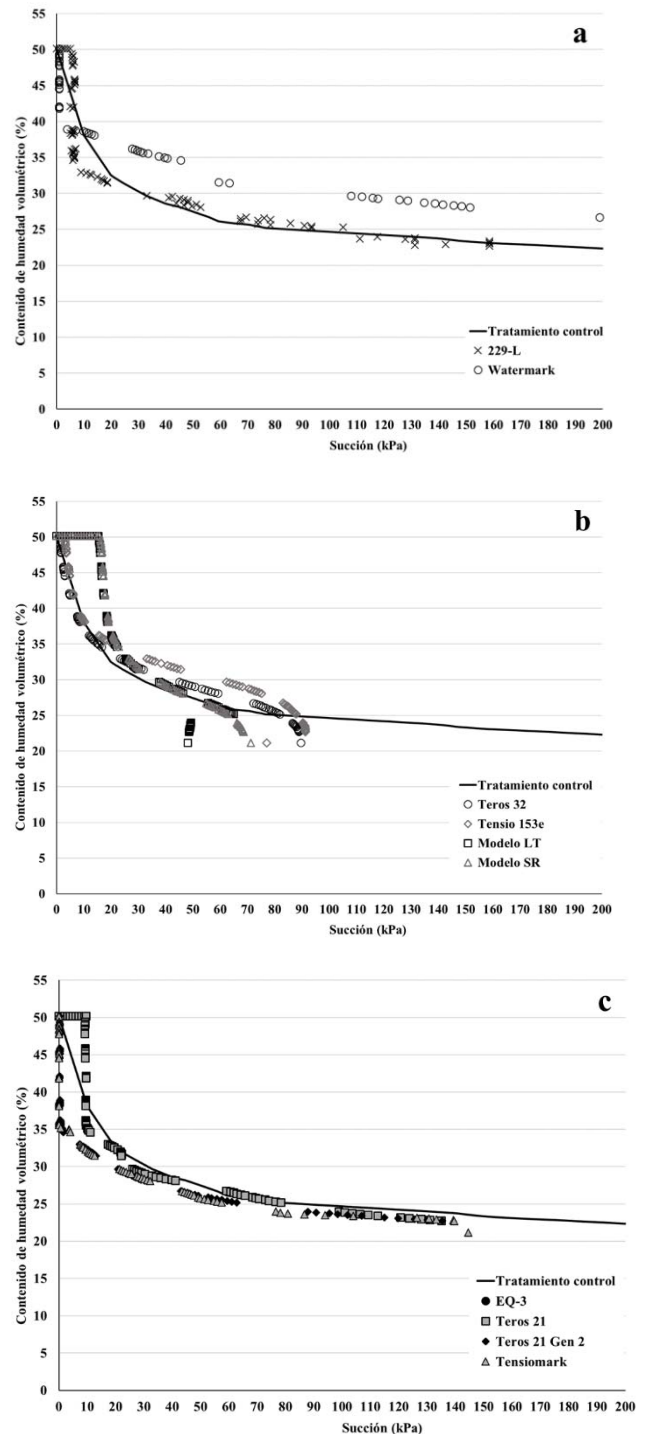 a
55
50
45
40
35
30
25
20
15
10
5
0
Contenido de humedad volumétrico (%)
Tratamiento control
229-L
Watermark
0 10 20 30 40 50 60 70 80 90 100 110 120 130 140 150 160 170 180 190 200
Succión (kPa)
b
55
50
45
40
35
30
25
20
15
10
5
0
Contenido de humedad volumétrico (%)
Tratamiento control
Teros 32
Tensio 153e
Modelo LT
Modelo SR
0 10 20 30 40 50 60 70 80 90 100 110 120 130 140 150 160 170 180 190 200
Succión (kPa)
c
55
50
45
40
35
30
25
20
15
10
5
0
Contenido de humedad volumétrico (%)
Tratamiento control
EQ-3
Teros 21
Teros 21 Gen 2
Tensiomark
0 10 20 30 40 50 60 70 80 90 100 110 120 130 140 150 160 170 180 190 200
Succión (kPa)